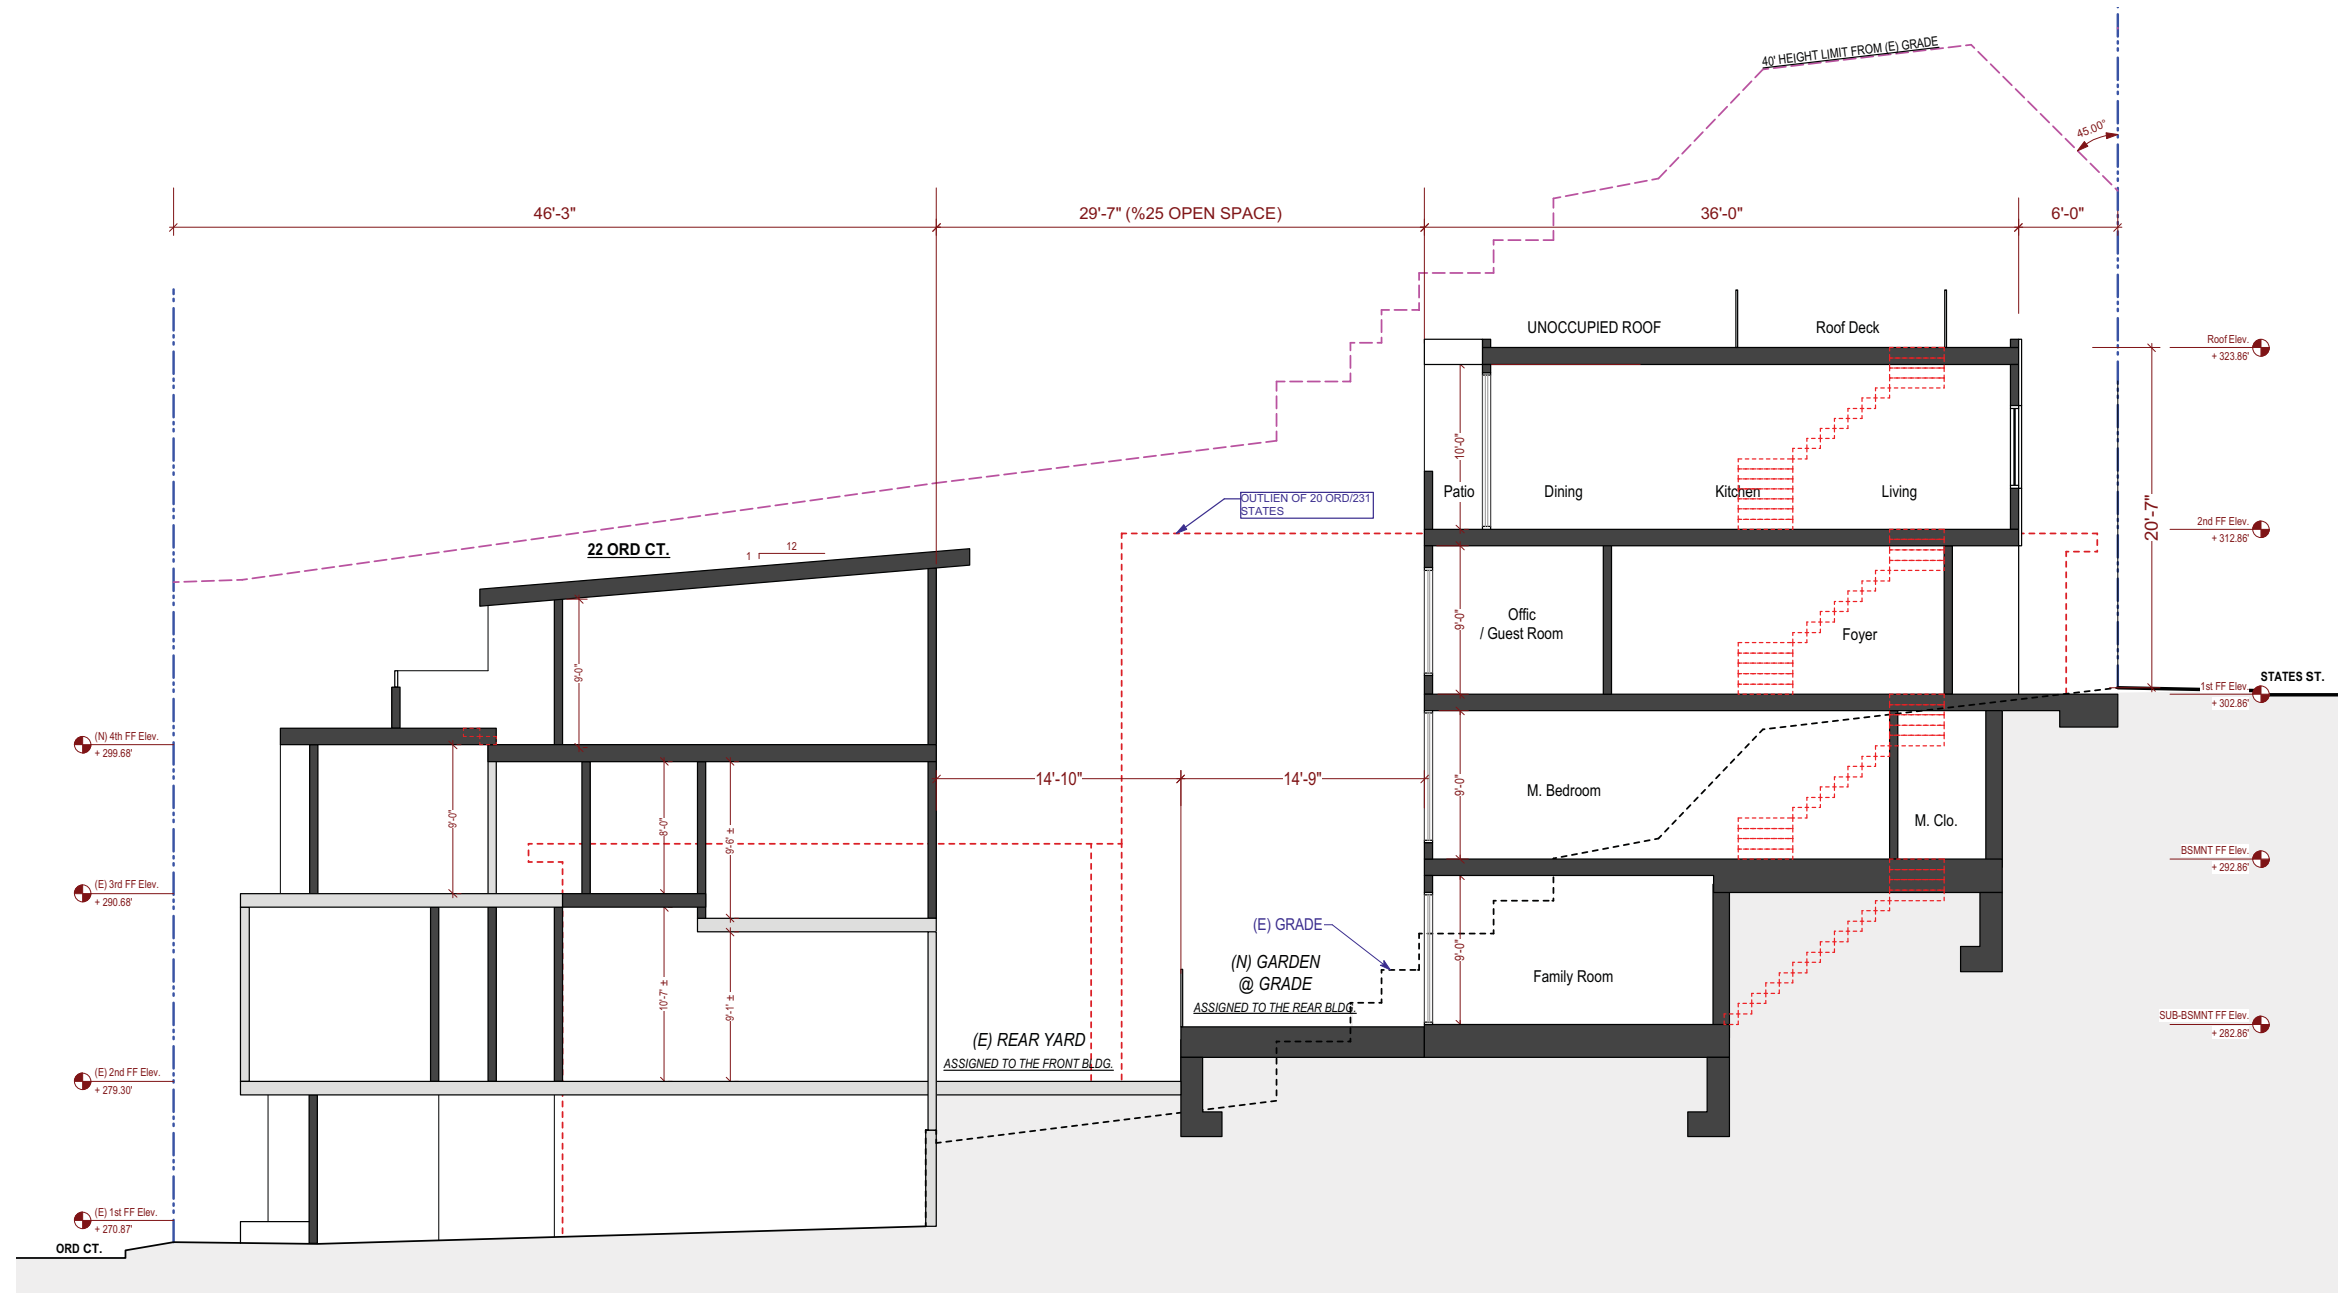 40' HEIGHT LIMIT FROM (E) GRADE
45.00°
46'-3"
29'-7" (%25 OPEN SPACE)
36'-0"
6'-0"
UNOCCUPIED ROOF
Roof Deck
Roof Elev.
+ 323.86'
10'-0"
Patio
Dining
Kitchen
Living
OUTLIEN OF 20 ORD/231
STATES
20'-7"
2nd FF Elev.
+ 312.86'
22 ORD CT.
1
12
9'-0"
9'-0"
Offic
/ Guest Room
Foyer
STATES ST.
1st FF Elev.
+ 302.86'
(N) 4th FF Elev.
+ 299.68'
14'-10"
14'-9"
9'-0"
M. Bedroom
M. Clo.
9'-0"
8'-0"
9'-6" ±
BSMNT FF Elev.
+ 292.86'
(E) 3rd FF Elev.
+ 290.68'
(E) GRADE
9'-0"
(N) GARDEN
@ GRADE
ASSIGNED TO THE REAR BLDG.
Family Room
10'-7" ±
9'-1" ±
SUB-BSMNT FF Elev.
+ 282.86'
(E) REAR YARD
ASSIGNED TO THE FRONT BLDG.
(E) 2nd FF Elev.
+ 279.30'
(E) 1st FF Elev.
+ 270.87'
ORD CT.